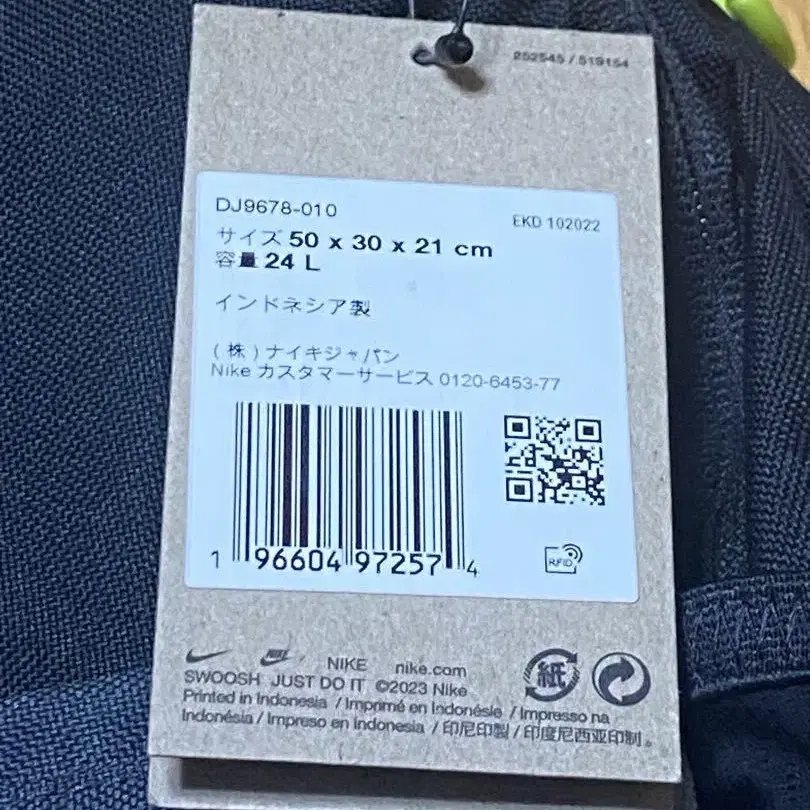 252545 / 519154
DJ9678-010
EKD 102022
サイズ 50 x 30 x 21 cm
容量 24 L
インドネシア製
(株)ナイキジャパン
Nike カスタマーサービス 0120-6453-77
1 96604 97257 4
RFID
NIKE nike.com
SWOOSH JUST DO IT ©2023 Nike
Printed in Indonesia / Imprimé en Indonésie / Impresso na
Indonésia / Impreso en Indonesia / 印尼印製 / 印度尼西亚印制。
紙